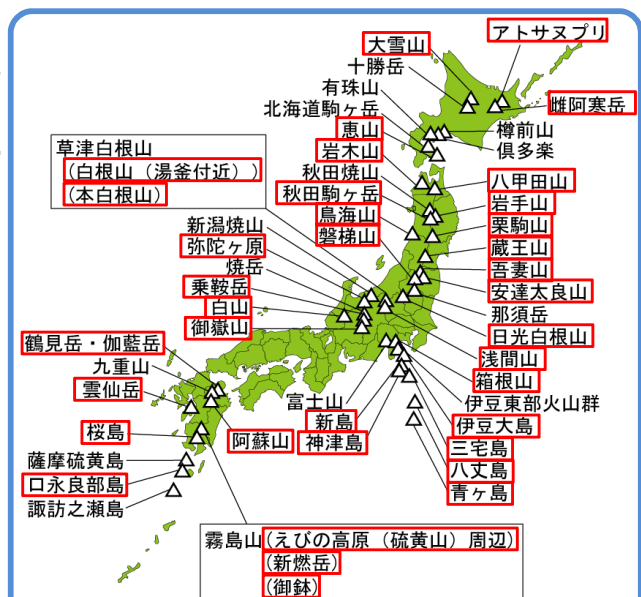 アトサヌプリ
大雪山
十勝岳
有珠山
雌阿寒岳
北海道駒ヶ岳
樽前山
恵山
倶多楽
草津白根山
(白根山（湯釜付近）)
(本白根山)
岩木山
秋田焼山
八甲田山
秋田駒ヶ岳
岩手山
鳥海山
栗駒山
新潟焼山
磐梯山
蔵王山
弥陀ヶ原
吾妻山
焼岳
安達太良山
乗鞍岳
那須岳
白山
日光白根山
御嶽山
鶴見岳・伽藍岳
浅間山
九重山
箱根山
雲仙岳
富士山
伊豆東部火山群
新島
伊豆大島
桜島
阿蘇山
神津島
三宅島
薩摩硫黄島
八丈島
口永良部島
青ヶ島
諏訪之瀬島
霧島山(えびの高原（硫黄山）周辺)
(新燃岳)
(御鉢)